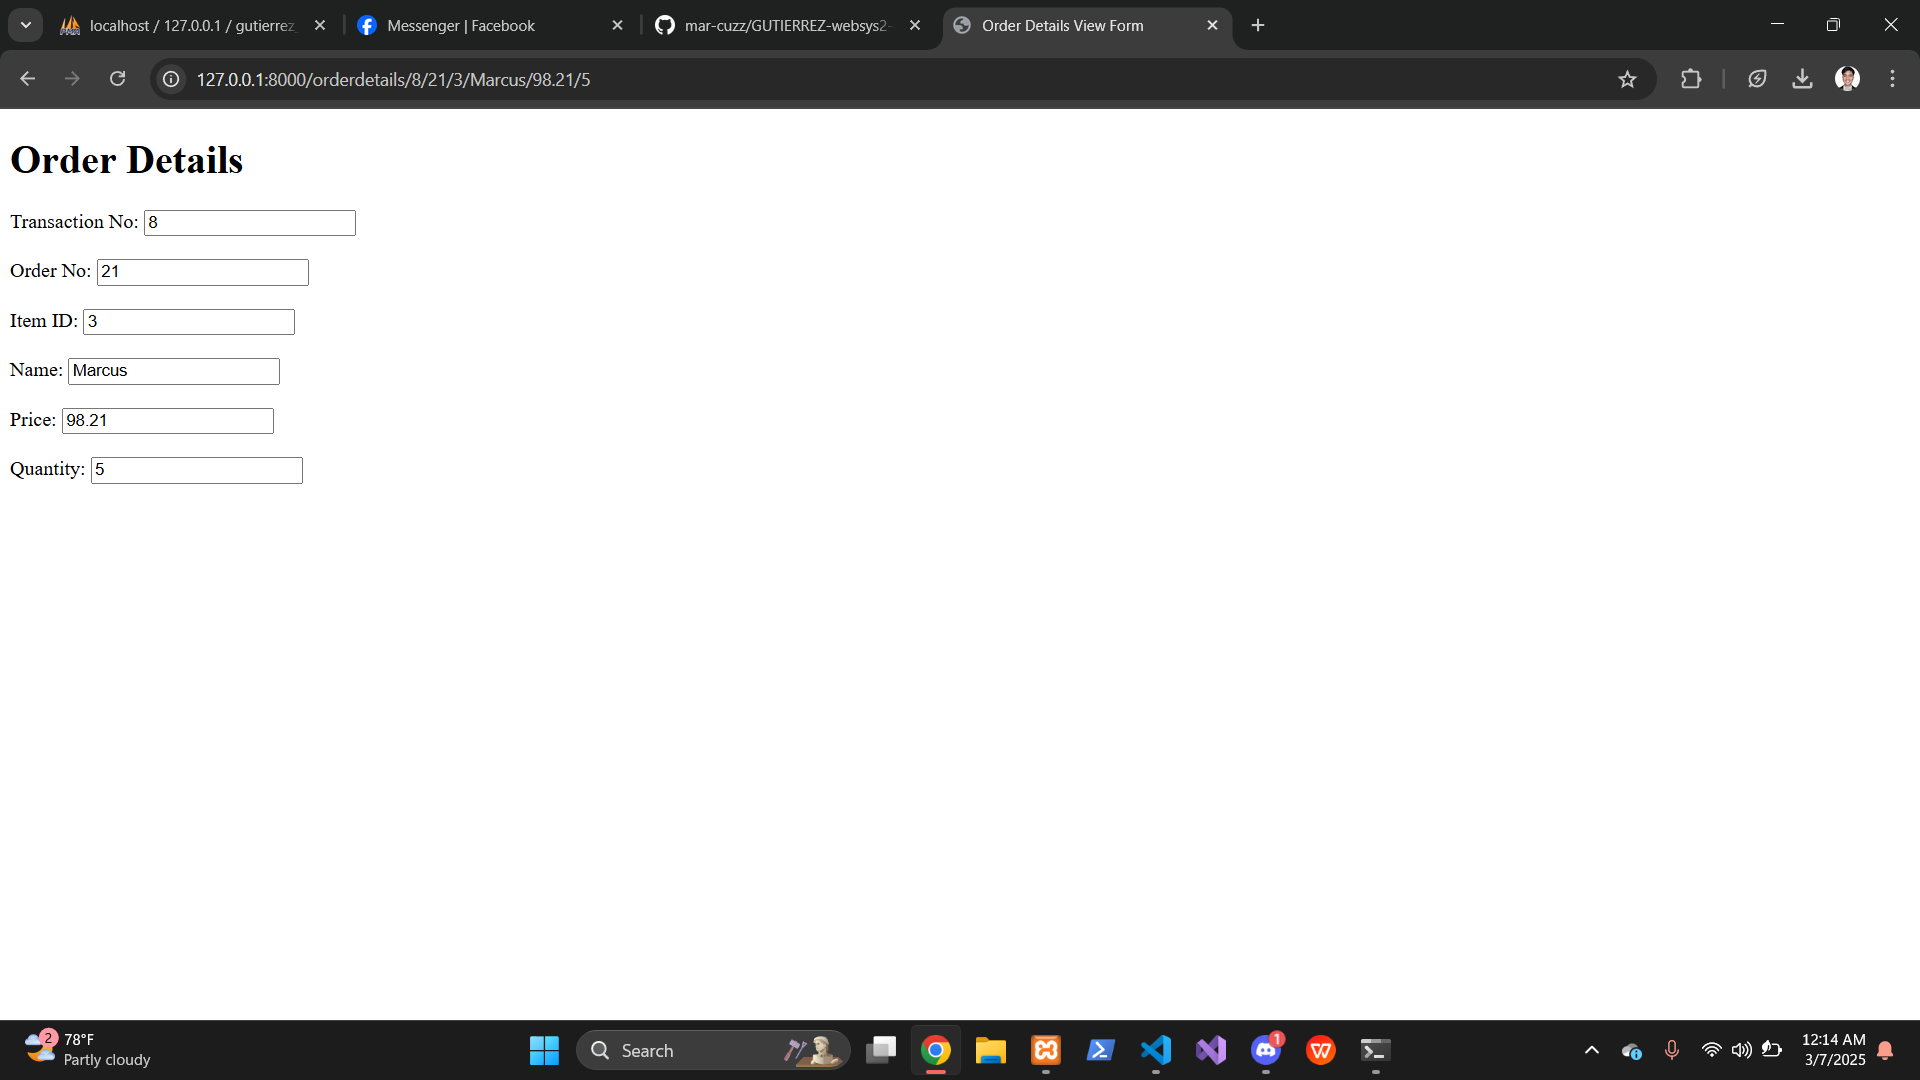 localhost / 127.0.0.1 / gutierrez_
Messenger | Facebook
mar-cuzz/GUTIERREZ-websys2-
Order Details View Form
127.0.0.1:8000/orderdetails/8/21/3/Marcus/98.21/5
Order Details
Transaction No: 8
Order No: 21
Item ID: 3
Name: Marcus
Price: 98.21
Quantity: 5
2
78°F
Partly cloudy
Search
1
12:14 AM
3/7/2025